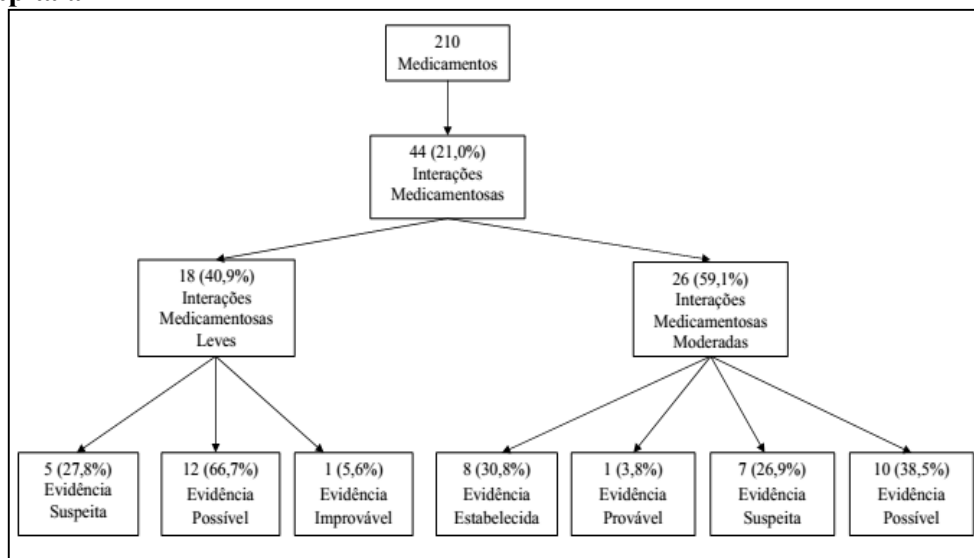 210
Medicamentos
44 (21,0%)
Interações
Medicamentosas
18 (40,9%)
Interações
Medicamentosas
Leves
26 (59,1%)
Interações
Medicamentosas
Moderadas
5 (27,8%)
Evidência
Suspeita
12 (66,7%)
Evidência
Possível
1 (5,6%)
Evidência
Improvável
8 (30,8%)
Evidência
Estabelecida
1 (3,8%)
Evidência
Provável
7 (26,9%)
Evidência
Suspeita
10 (38,5%)
Evidência
Possível